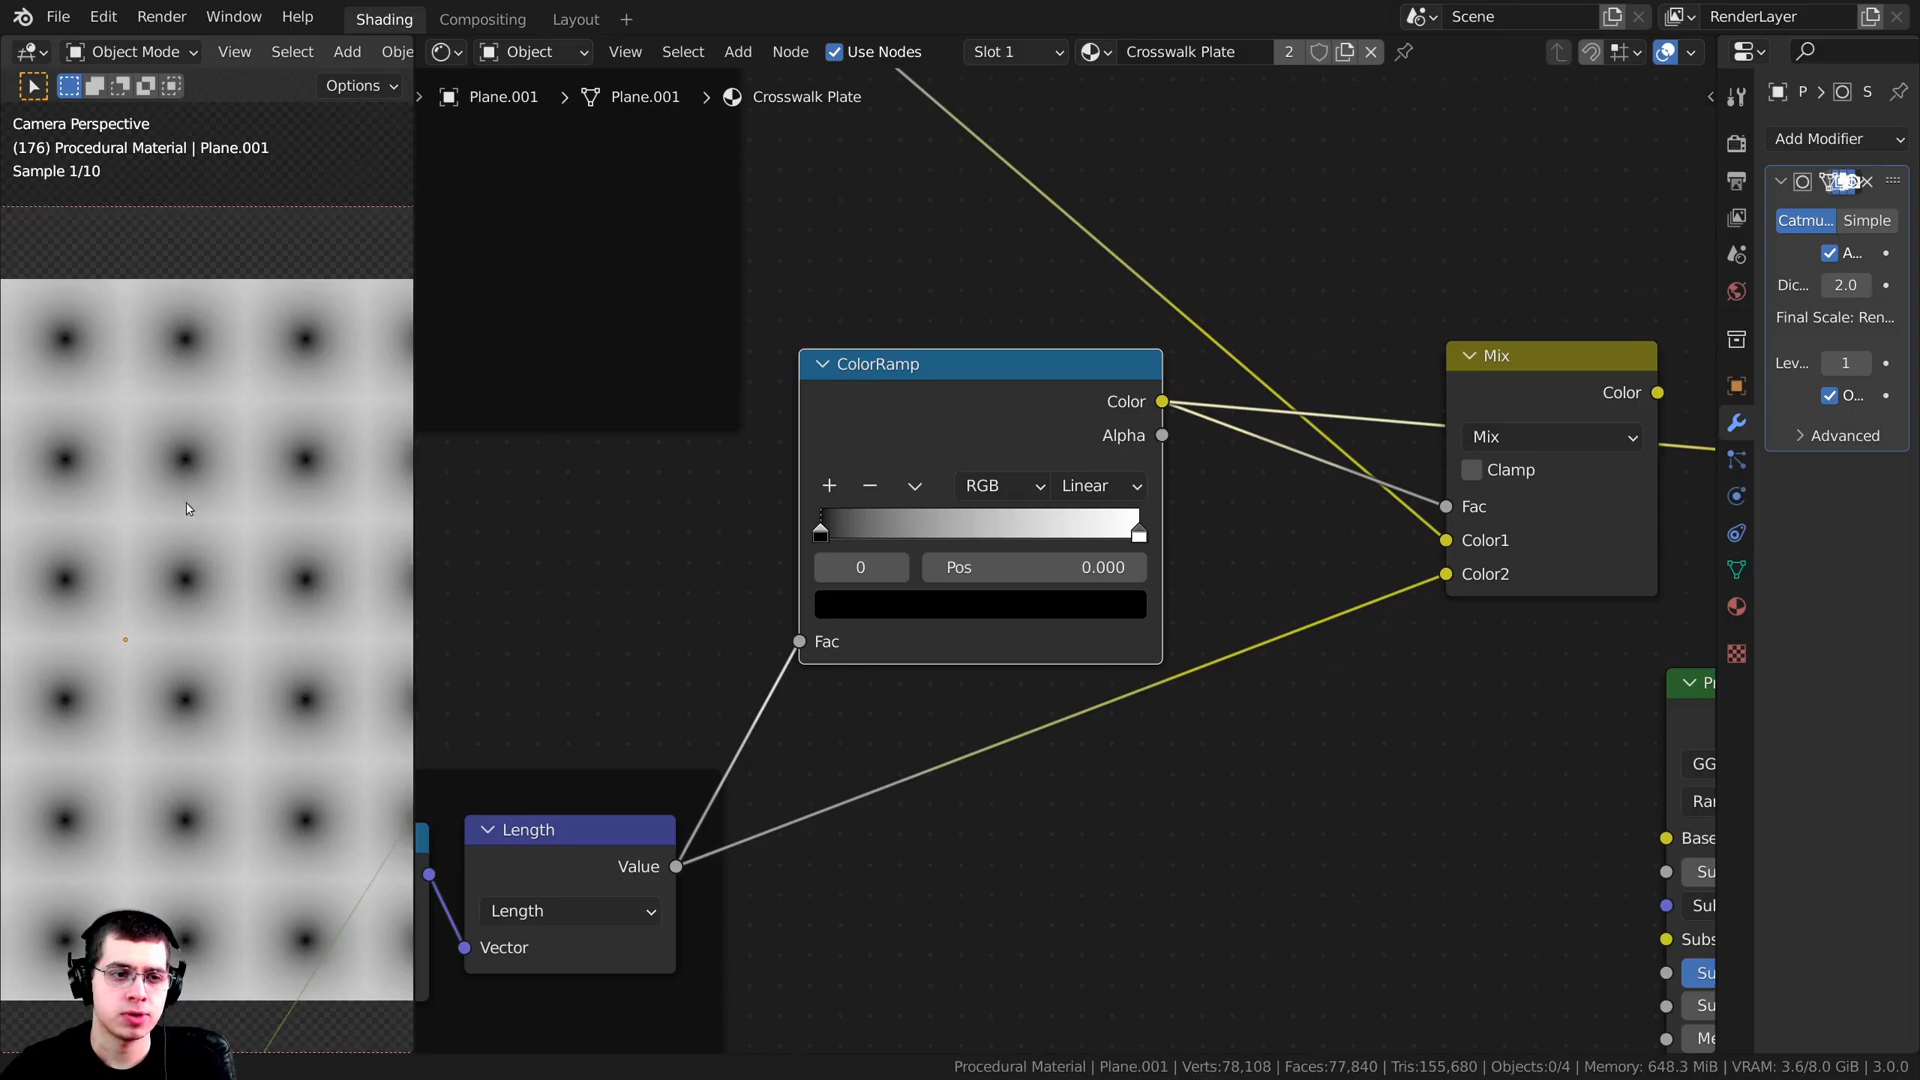 File Edit Render Window Help Shading Compositing Layout + Scene RenderLayer
Object Mode View Select Add Obje Object View Select Add Node Use Nodes Slot 1 Crosswalk Plate 2
Options
Plane.001 > Plane.001 > Crosswalk Plate
P > S
Camera Perspective
(176) Procedural Material | Plane.001
Sample 1/10
Add Modifier
Catmu... Simple
A...
Dic... 2.0
Final Scale: Ren...
Lev... 1
O...
Advanced
ColorRamp
Color
Alpha
RGB Linear
0 Pos 0.000
Fac
Mix
Color
Mix
Clamp
Fac
Color1
Color2
Length
Value
Length
Vector
GG
Base
Su
Subs
Su
Su
Procedural Material | Plane.001 | Verts:78,108 | Faces:77,840 | Tris:155,680 | Objects:0/4 | Memory: 648.3 MiB | VRAM: 3.6/8.0 GiB | 3.0.0